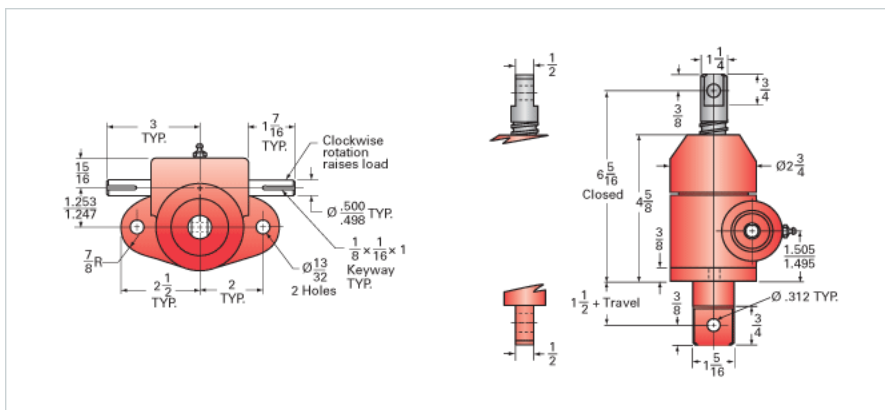 3
TYP.
1 7/16
TYP.
Clockwise
rotation
raises load
15/16
1.253
1.247
Ø .500
.498 TYP.
7/8 R
1/8 × 1/16 × 1
Keyway
TYP.
Ø 13/32
2 Holes
2 1/2
TYP.
2
TYP.
1/2
1/2
1 1/4
3/4
3/8
6 5/16
Closed
4 5/8
Ø2 3/4
3/8
1.505
1.495
1 1/2 + Travel
3/8
Ø .312 TYP.
3/4
1 5/16